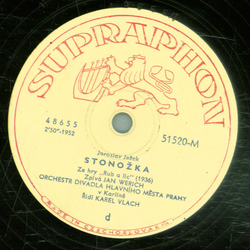 SUPRAPHON
48655
2'50"-1952
51520-M
Jaroslav Ježek
STONOŽKA
Ze hry „Rub a líc" (1936)
Zpívá JAN WERICH
ORCHESTR DIVADLA HLAVNÍHO MĚSTA PRAHY
v Karlíně
Řídí KAREL VLACH
d
MADE IN CZECHOSLOVAKIA